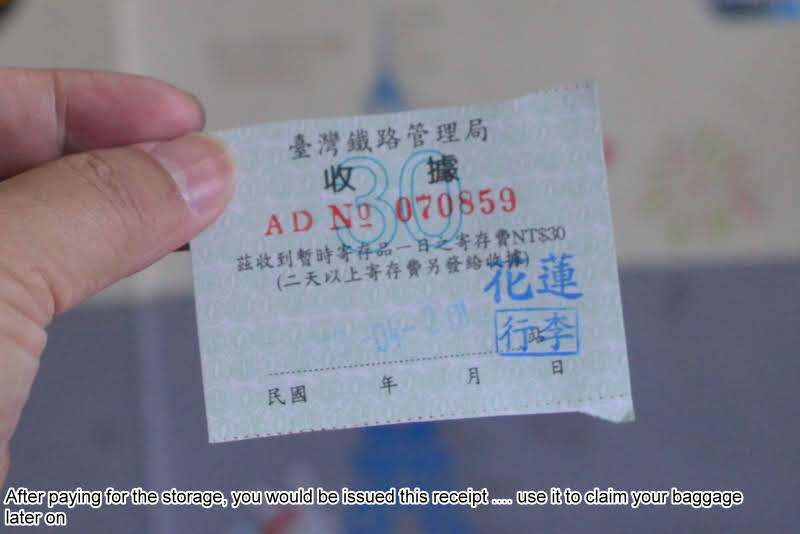 臺灣鐵路管理局
收據
30
AD Nº 070859
茲收到暫時寄存品一日之寄存費NT$30
(二天以上寄存費另發給收據)
花蓮
行李
站
民國 年 月 日
After paying for the storage, you would be issued this receipt .... use it to claim your baggage
later on